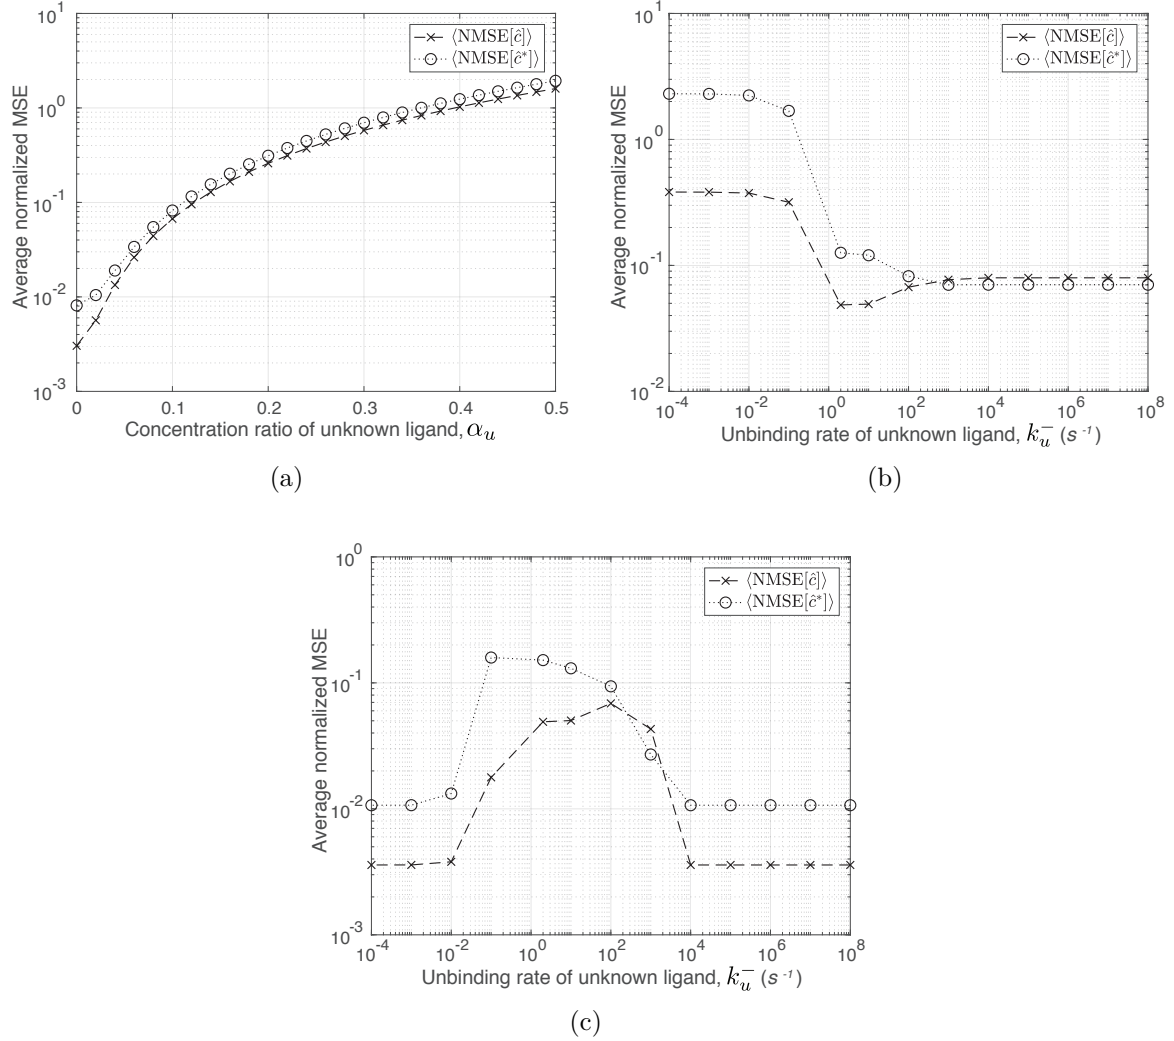 10^1
10^0
10^-1
10^-2
10^-3
Average normalized MSE
⟨NMSE[ĉ]⟩
⟨NMSE[ĉ*]⟩
0 0.1 0.2 0.3 0.4 0.5
Concentration ratio of unknown ligand, α_u
(a)
10^1
10^0
10^-1
10^-2
Average normalized MSE
⟨NMSE[ĉ]⟩
⟨NMSE[ĉ*]⟩
10^-4 10^-2 10^0 10^2 10^4 10^6 10^8
Unbinding rate of unknown ligand, k_u^- (s^-1)
(b)
10^0
10^-1
10^-2
10^-3
Average normalized MSE
⟨NMSE[ĉ]⟩
⟨NMSE[ĉ*]⟩
10^-4 10^-2 10^0 10^2 10^4 10^6 10^8
Unbinding rate of unknown ligand, k_u^- (s^-1)
(c)